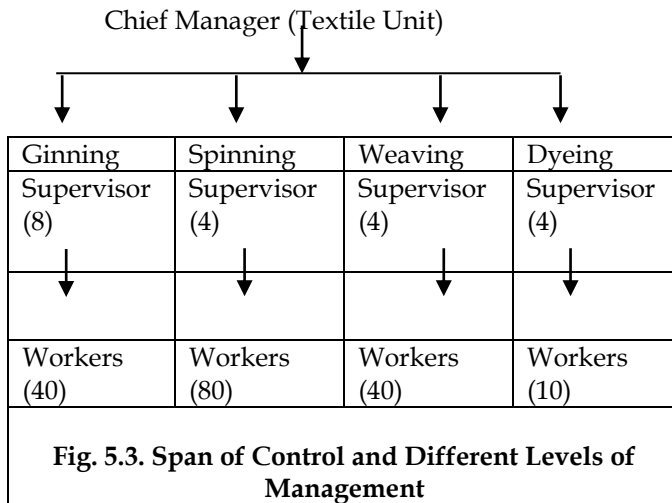 Chief Manager (Textile Unit)
Ginning Spinning Weaving Dyeing
Supervisor Supervisor Supervisor Supervisor
(8) (4) (4) (4)
Workers Workers Workers Workers
(40) (80) (40) (10)
Fig. 5.3. Span of Control and Different Levels of
Management